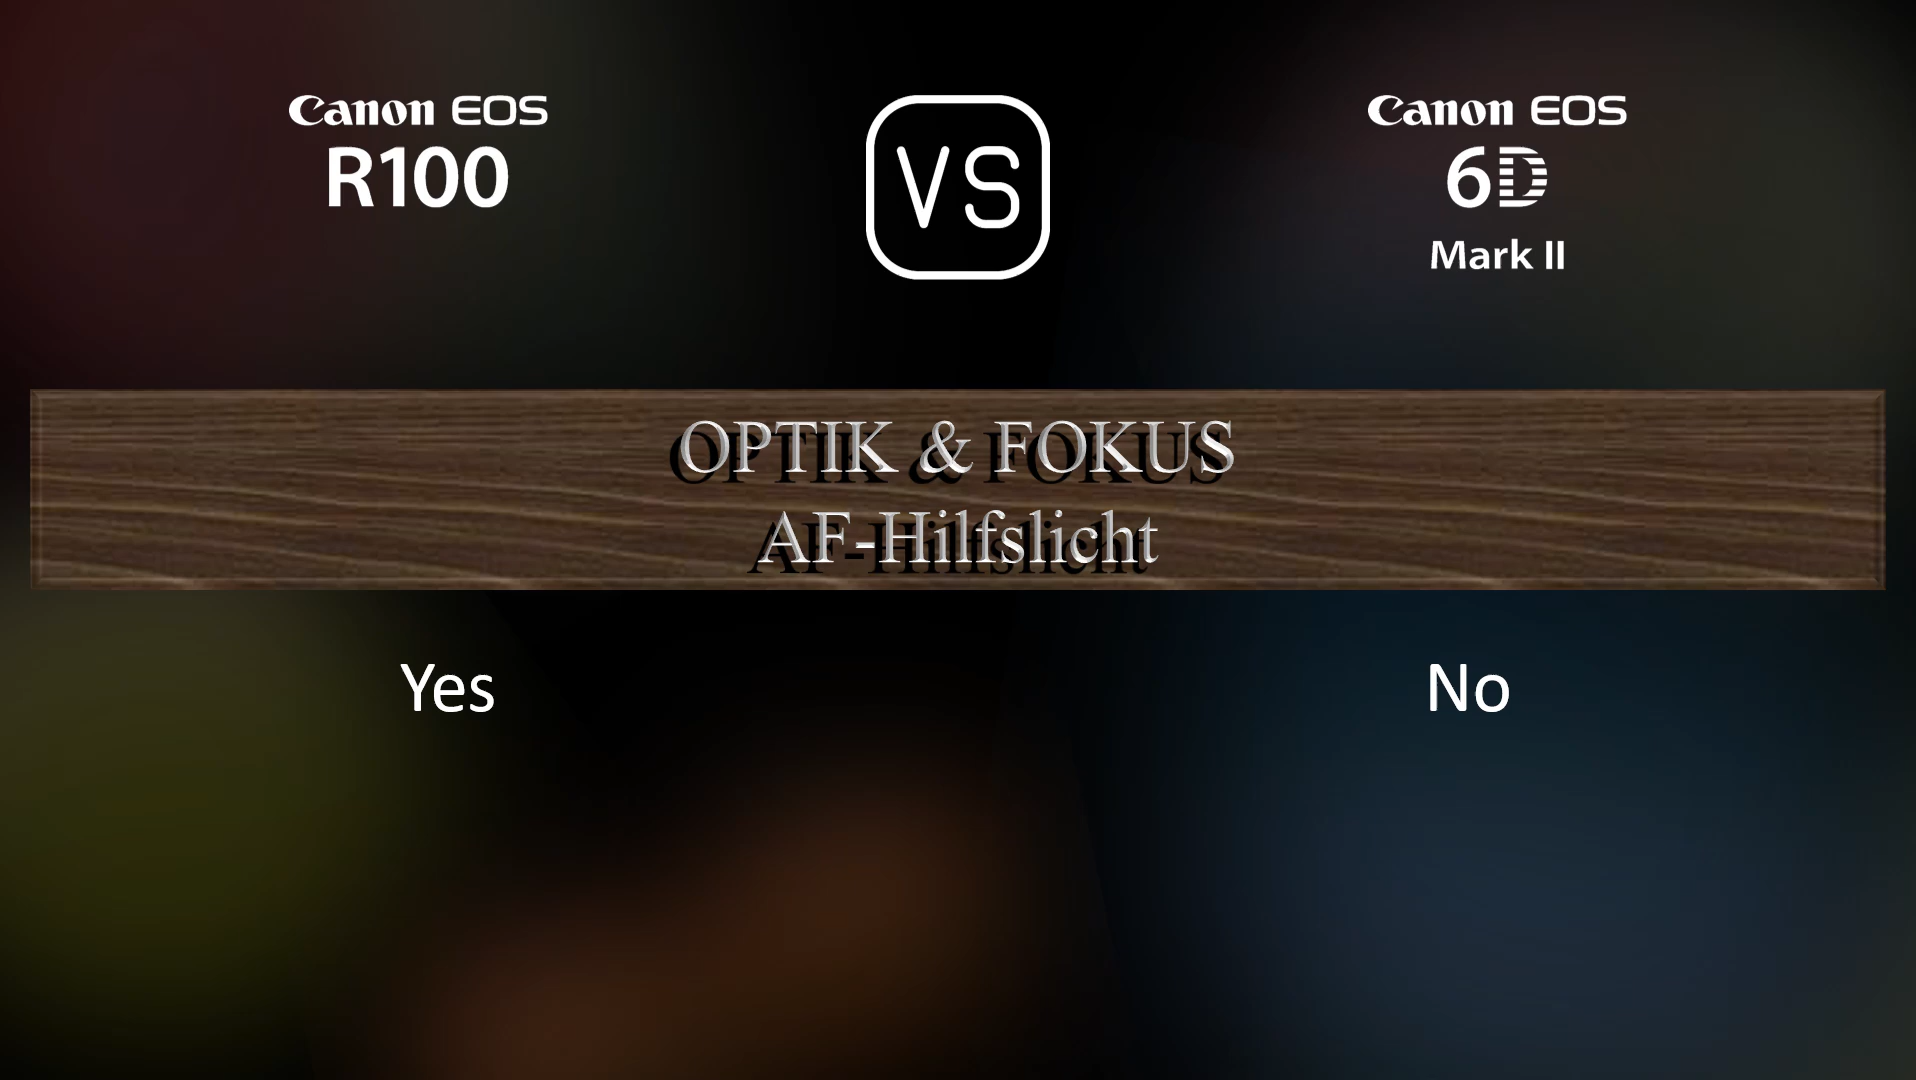 Canon EOS
R100
VS
Canon EOS
6D
Mark II
OPTIK & FOKUS
AF-Hilfslicht
Yes
No